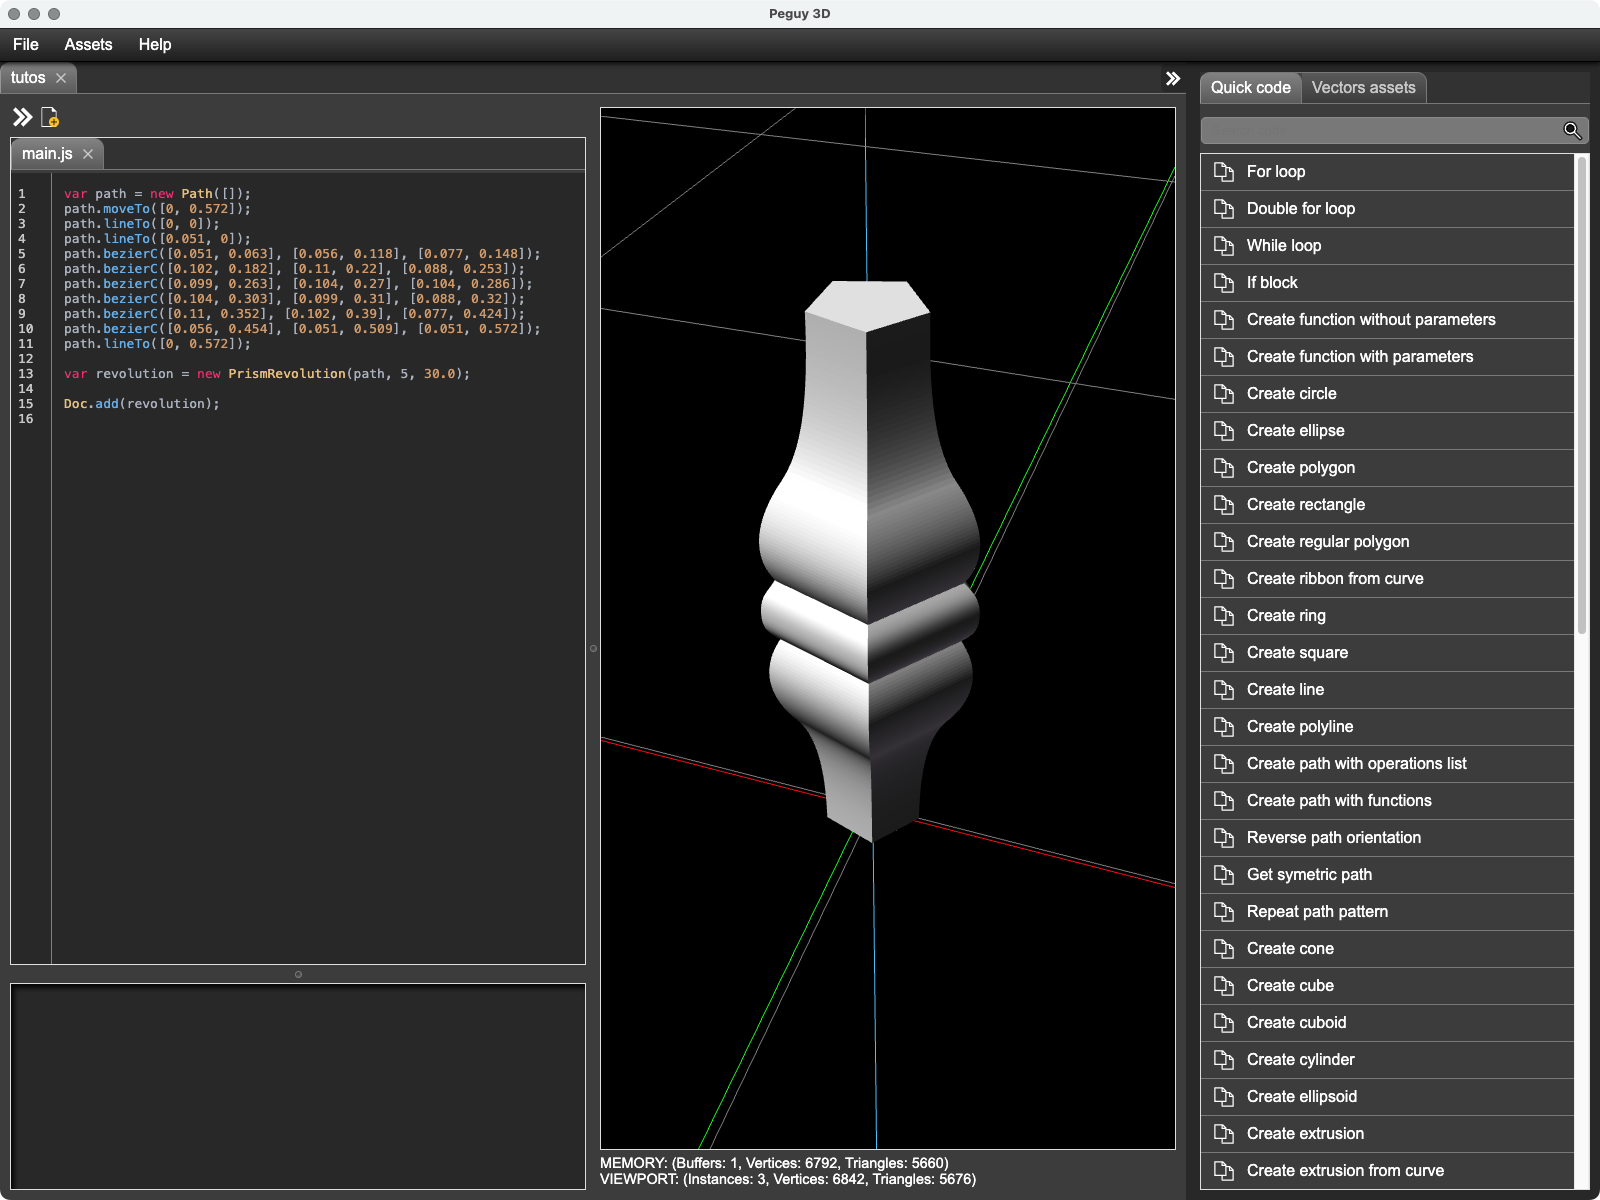 Peguy 3D
File Assets Help
tutos
main.js
1 var path = new Path([]);
2 path.moveTo([0, 0.572]);
3 path.lineTo([0, 0]);
4 path.lineTo([0.051, 0]);
5 path.bezierC([0.051, 0.063], [0.056, 0.118], [0.077, 0.148]);
6 path.bezierC([0.102, 0.182], [0.11, 0.22], [0.088, 0.253]);
7 path.bezierC([0.099, 0.263], [0.104, 0.27], [0.104, 0.286]);
8 path.bezierC([0.104, 0.303], [0.099, 0.31], [0.088, 0.32]);
9 path.bezierC([0.11, 0.352], [0.102, 0.39], [0.077, 0.424]);
10 path.bezierC([0.056, 0.454], [0.051, 0.509], [0.051, 0.572]);
11 path.lineTo([0, 0.572]);
12
13 var revolution = new PrismRevolution(path, 5, 30.0);
14
15 Doc.add(revolution);
16
MEMORY: (Buffers: 1, Vertices: 6792, Triangles: 5660)
VIEWPORT: (Instances: 3, Vertices: 6842, Triangles: 5676)
Quick code Vectors assets
For loop
Double for loop
While loop
If block
Create function without parameters
Create function with parameters
Create circle
Create ellipse
Create polygon
Create rectangle
Create regular polygon
Create ribbon from curve
Create ring
Create square
Create line
Create polyline
Create path with operations list
Create path with functions
Reverse path orientation
Get symetric path
Repeat path pattern
Create cone
Create cube
Create cuboid
Create cylinder
Create ellipsoid
Create extrusion
Create extrusion from curve